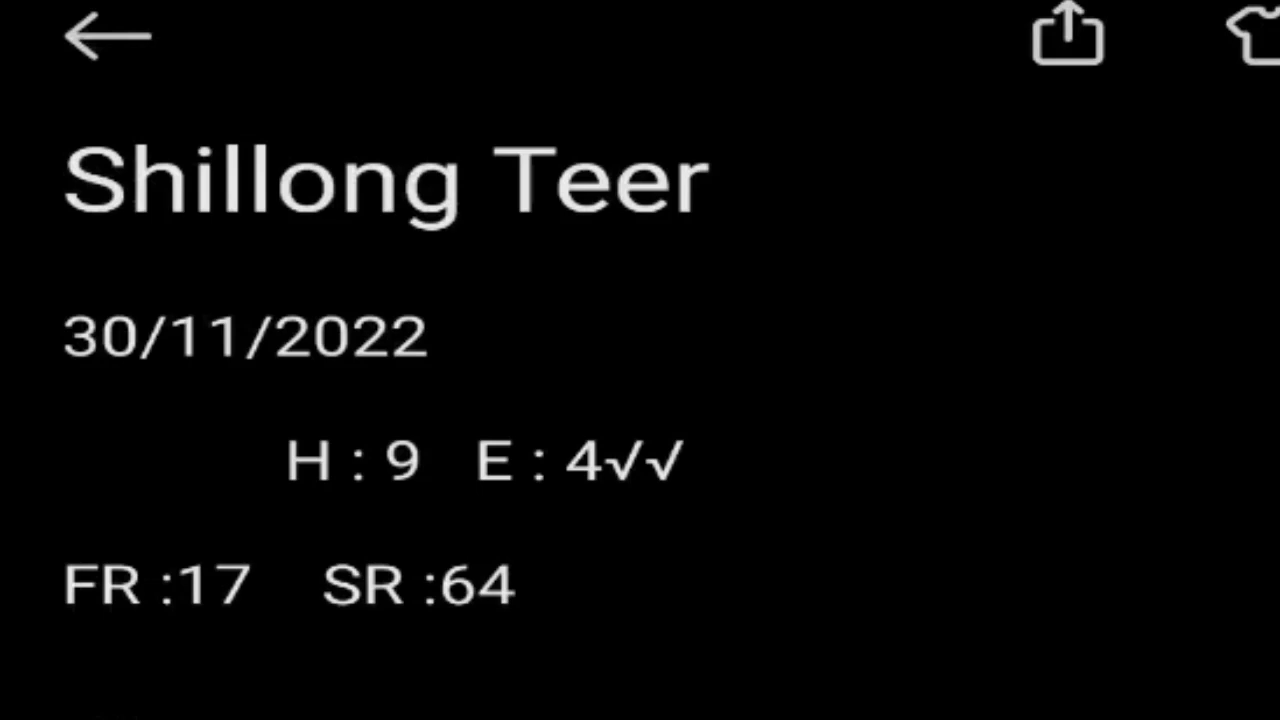 Shillong Teer
30/11/2022
H : 9 E : 4√√
FR :17 SR :64